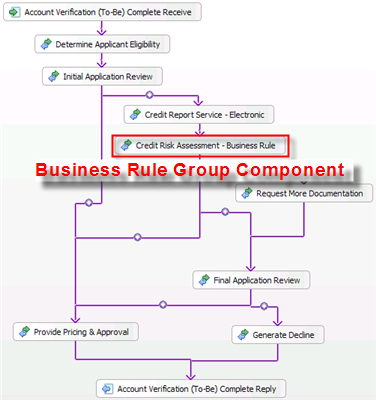 Account Verification (To-Be) Complete Receive
Determine Applicant Eligibility
Initial Application Review
Credit Report Service - Electronic
Credit Risk Assessment - Business Rule
Business Rule Group Component
Request More Documentation
Final Application Review
Provide Pricing & Approval
Generate Decline
Account Verification (To-Be) Complete Reply